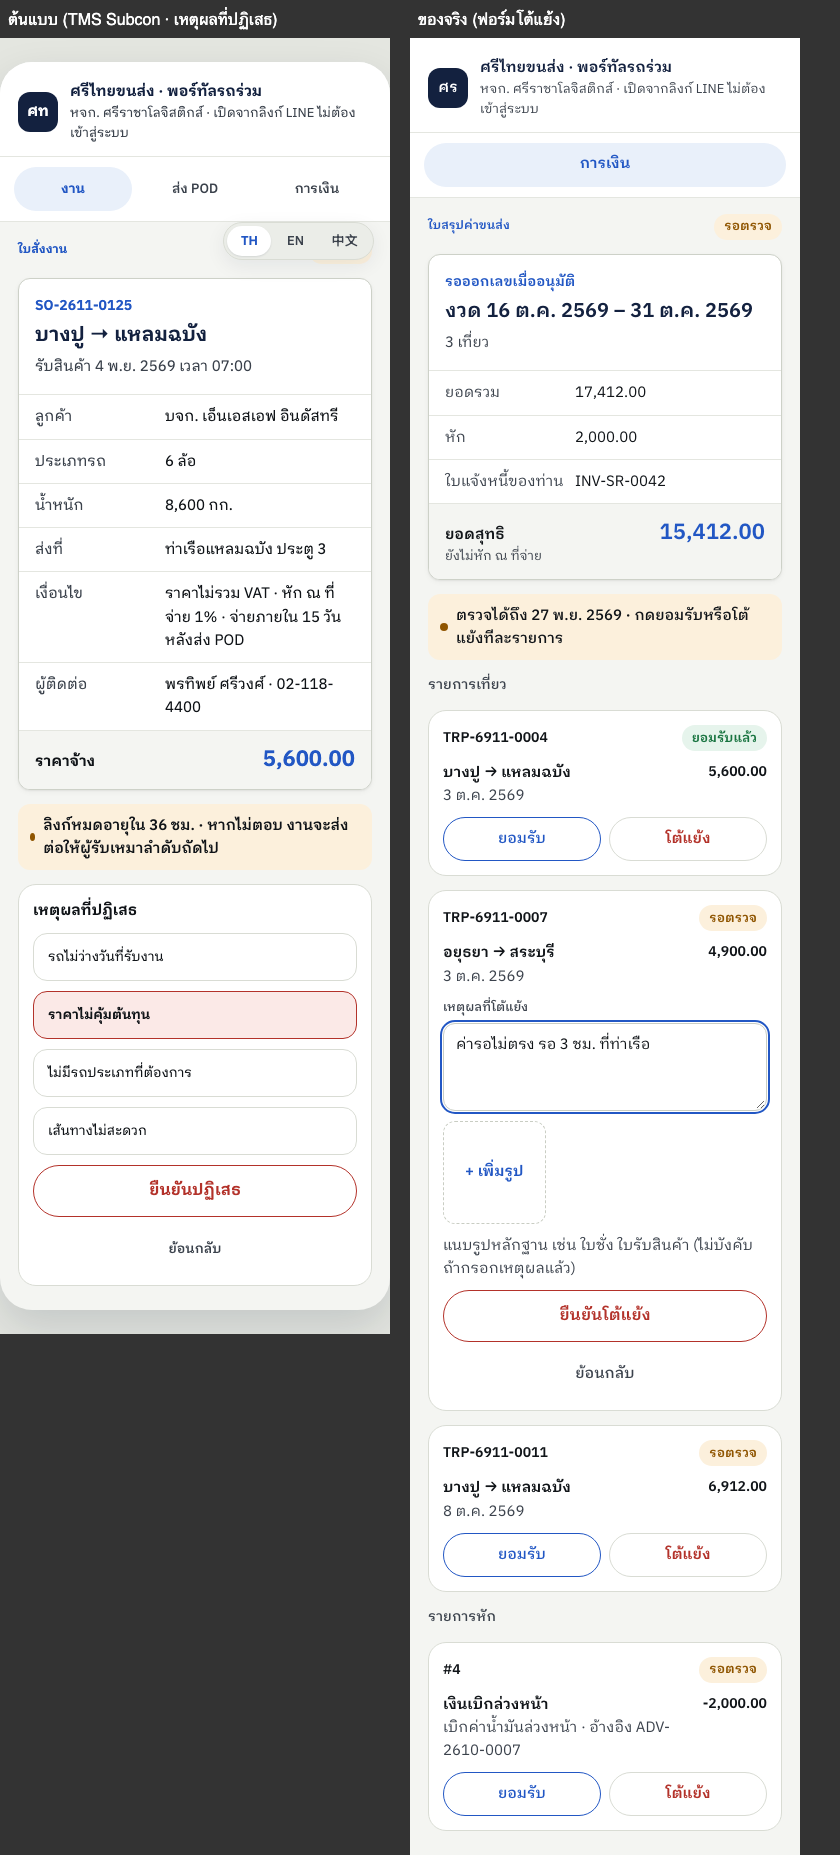 ต้นแบบ (TMS Subcon · เหตุผลที่ปฏิเสธ)
ศท
ศรีไทยขนส่ง · พอร์ทัลรถร่วม
หจก. ศรีราชาโลจิสติกส์ · เปิดจากลิงก์ LINE ไม่ต้อง
เข้าสู่ระบบ
งาน
ส่ง POD
การเงิน
ใบสั่งงาน
TH
EN
中文
SO-2611-0125
บางปู → แหลมฉบัง
รับสินค้า 4 พ.ย. 2569 เวลา 07:00
ลูกค้า
บจก. เอ็นเอสเอฟ อินดัสทรี
ประเภทรถ
6 ล้อ
น้ำหนัก
8,600 กก.
ส่งที่
ท่าเรือแหลมฉบัง ประตู 3
เงื่อนไข
ราคาไม่รวม VAT · หัก ณ ที่
จ่าย 1% · จ่ายภายใน 15 วัน
หลังส่ง POD
ผู้ติดต่อ
พรทิพย์ ศรีวงศ์ · 02-118-
4400
ราคาจ้าง
5,600.00
ลิงก์หมดอายุใน 36 ชม. · หากไม่ตอบ งานจะส่ง
ต่อให้ผู้รับเหมาลำดับถัดไป
เหตุผลที่ปฏิเสธ
รถไม่ว่างวันที่รับงาน
ราคาไม่คุ้มต้นทุน
ไม่มีรถประเภทที่ต้องการ
เส้นทางไม่สะดวก
ยืนยันปฏิเสธ
ย้อนกลับ
ของจริง (ฟอร์มโต้แย้ง)
ศร
ศรีไทยขนส่ง · พอร์ทัลรถร่วม
หจก. ศรีราชาโลจิสติกส์ · เปิดจากลิงก์ LINE ไม่ต้อง
เข้าสู่ระบบ
การเงิน
ใบสรุปค่าขนส่ง
รอตรวจ
รอออกเลขเมื่ออนุมัติ
งวด 16 ต.ค. 2569 – 31 ต.ค. 2569
3 เที่ยว
ยอดรวม
17,412.00
หัก
2,000.00
ใบแจ้งหนี้ของท่าน
INV-SR-0042
ยอดสุทธิ
15,412.00
ยังไม่หัก ณ ที่จ่าย
ตรวจได้ถึง 27 พ.ย. 2569 · กดยอมรับหรือโต้
แย้งทีละรายการ
รายการเที่ยว
TRP-6911-0004
ยอมรับแล้ว
บางปู → แหลมฉบัง
5,600.00
3 ต.ค. 2569
ยอมรับ
โต้แย้ง
TRP-6911-0007
รอตรวจ
อยุธยา → สระบุรี
4,900.00
3 ต.ค. 2569
เหตุผลที่โต้แย้ง
ค่ารอไม่ตรง รอ 3 ชม. ที่ท่าเรือ
+ เพิ่มรูป
แนบรูปหลักฐาน เช่น ใบชั่ง ใบรับสินค้า (ไม่บังคับ
ถ้ากรอกเหตุผลแล้ว)
ยืนยันโต้แย้ง
ย้อนกลับ
TRP-6911-0011
รอตรวจ
บางปู → แหลมฉบัง
6,912.00
8 ต.ค. 2569
ยอมรับ
โต้แย้ง
รายการหัก
#4
รอตรวจ
เงินเบิกล่วงหน้า
-2,000.00
เบิกค่าน้ำมันล่วงหน้า · อ้างอิง ADV-
2610-0007
ยอมรับ
โต้แย้ง